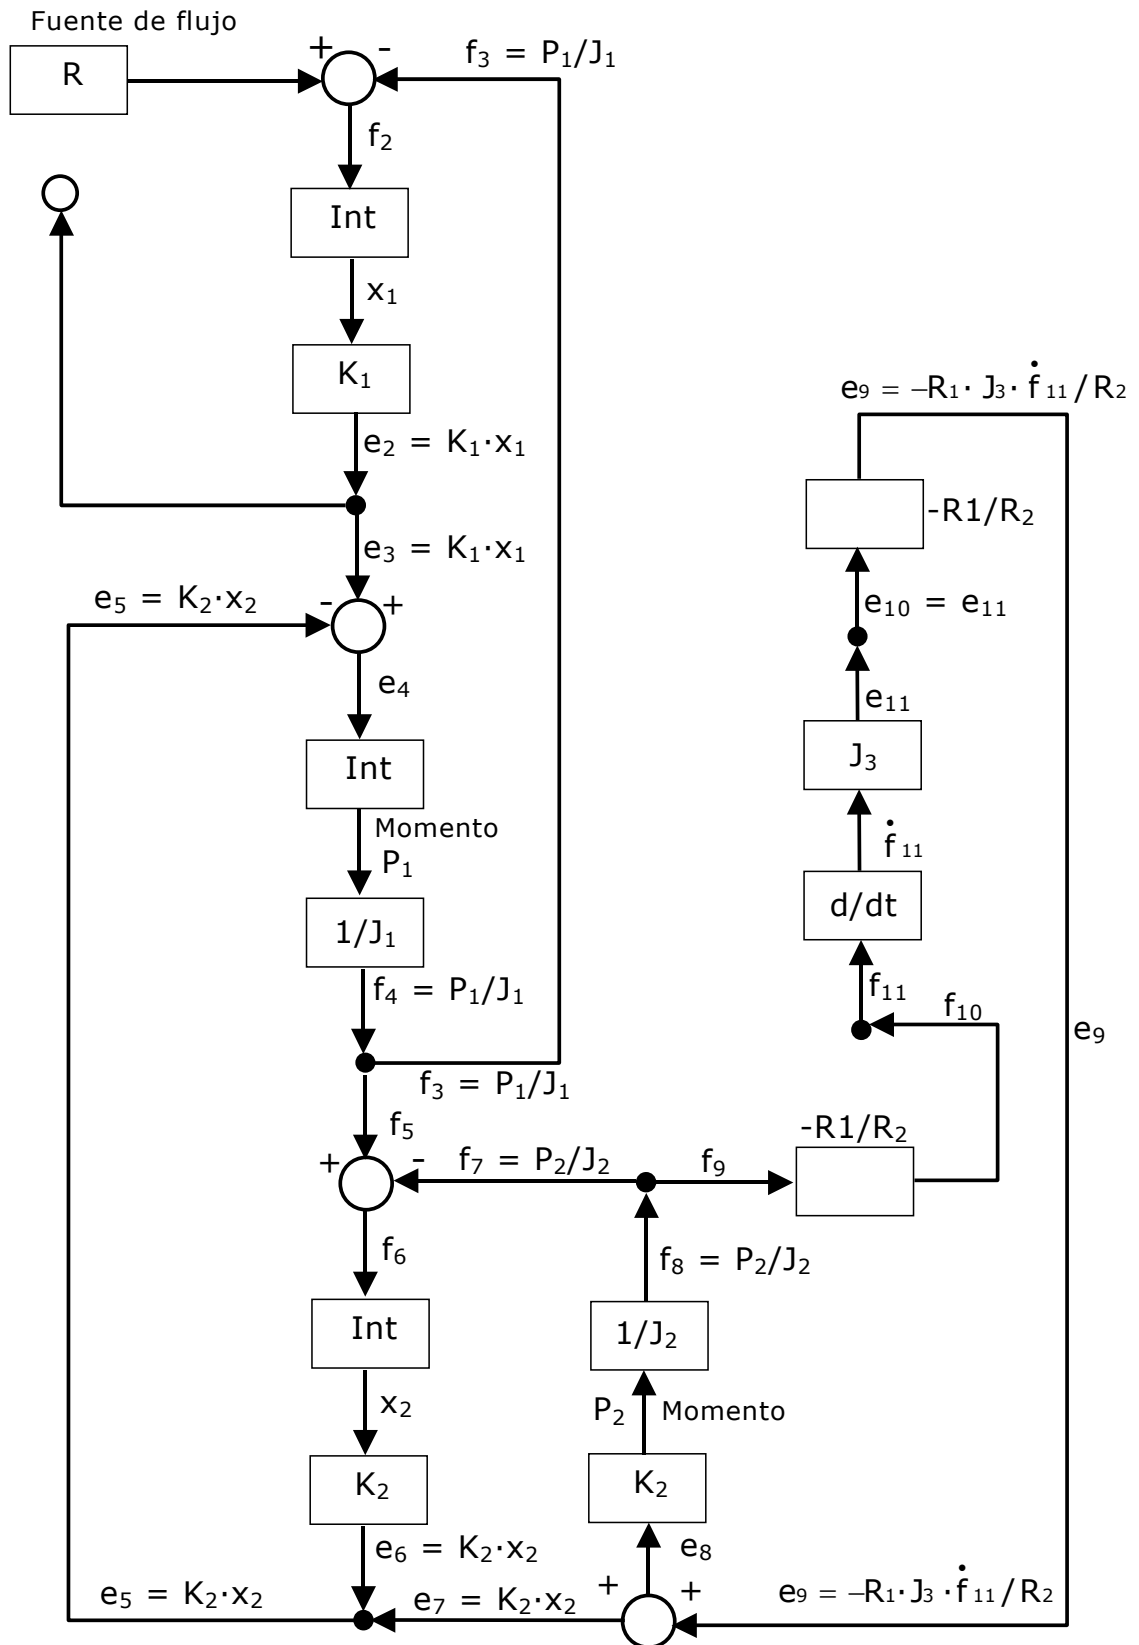 Fuente de flujo
R
+
-
f₃ = P₁/J₁
f₂
Int
x₁
K₁
e₂ = K₁·x₁
e₃ = K₁·x₁
e₅ = K₂·x₂
-
+
e₄
Int
Momento
P₁
1/J₁
f₄ = P₁/J₁
f₃ = P₁/J₁
f₅
+
-
f₇ = P₂/J₂
f₉
-R1/R₂
f₆
f₈ = P₂/J₂
Int
1/J₂
x₂
P₂
Momento
K₂
K₂
e₆ = K₂·x₂
e₈
e₅ = K₂·x₂
e₇ = K₂·x₂
+
+
e₉ = –R₁·J₃·ḟ₁₁/R₂
e₉ = –R₁·J₃·ḟ₁₁/R₂
-R1/R₂
e₁₀ = e₁₁
e₁₁
J₃
ḟ₁₁
d/dt
f₁₁
f₁₀
e₉